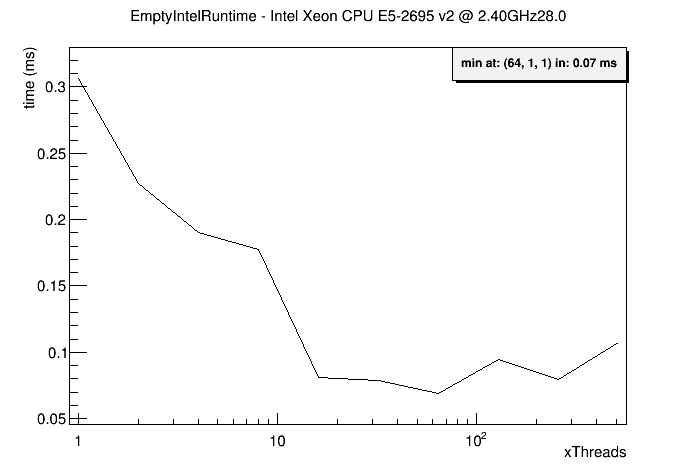 EmptyIntelRuntime - Intel Xeon CPU E5-2695 v2 @ 2.40GHz28.0
min at: (64, 1, 1) in: 0.07 ms
time (ms)
0.3
0.25
0.2
0.15
0.1
0.05
1
10
10²
xThreads